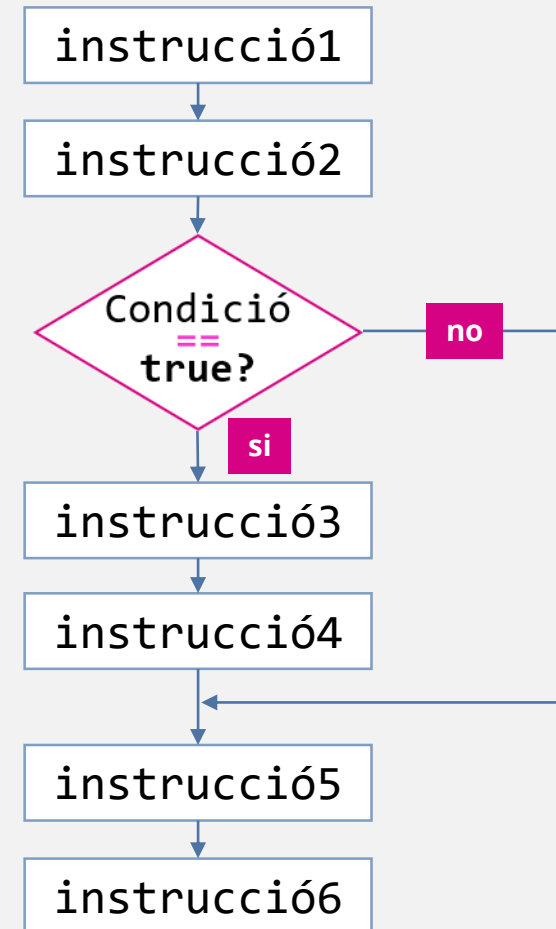 instrucció1
instrucció2
Condició
==
true?
no
si
instrucció3
instrucció4
instrucció5
instrucció6